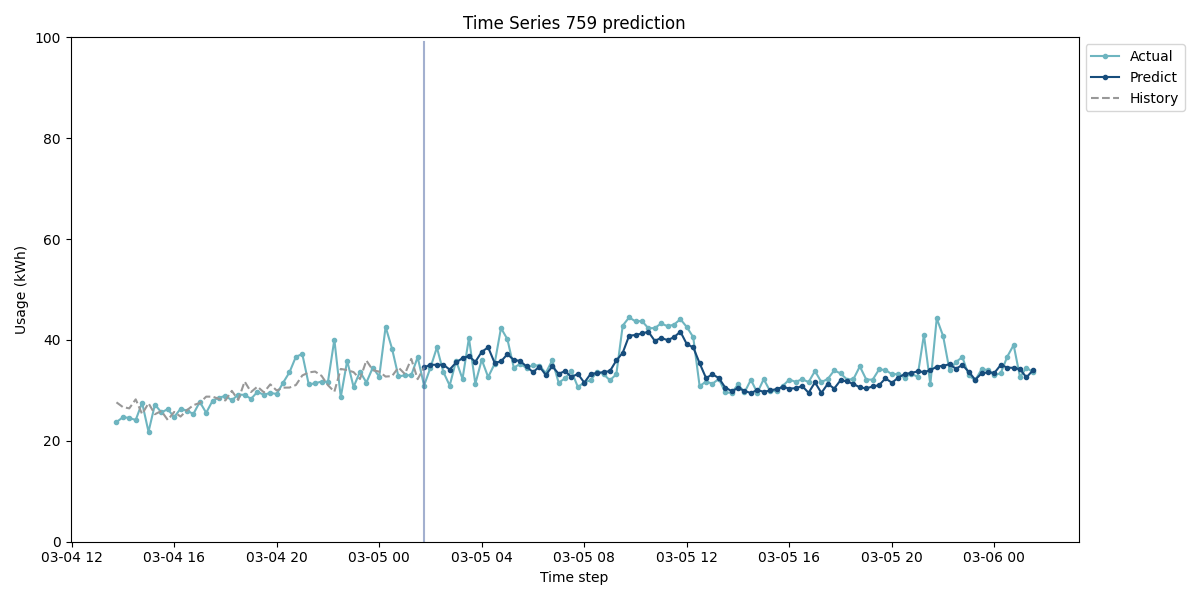 Time Series 759 prediction
100
80
60
40
20
0
Usage (kWh)
03-04 12
03-04 16
03-04 20
03-05 00
03-05 04
03-05 08
03-05 12
03-05 16
03-05 20
03-06 00
Time step
Actual
Predict
History